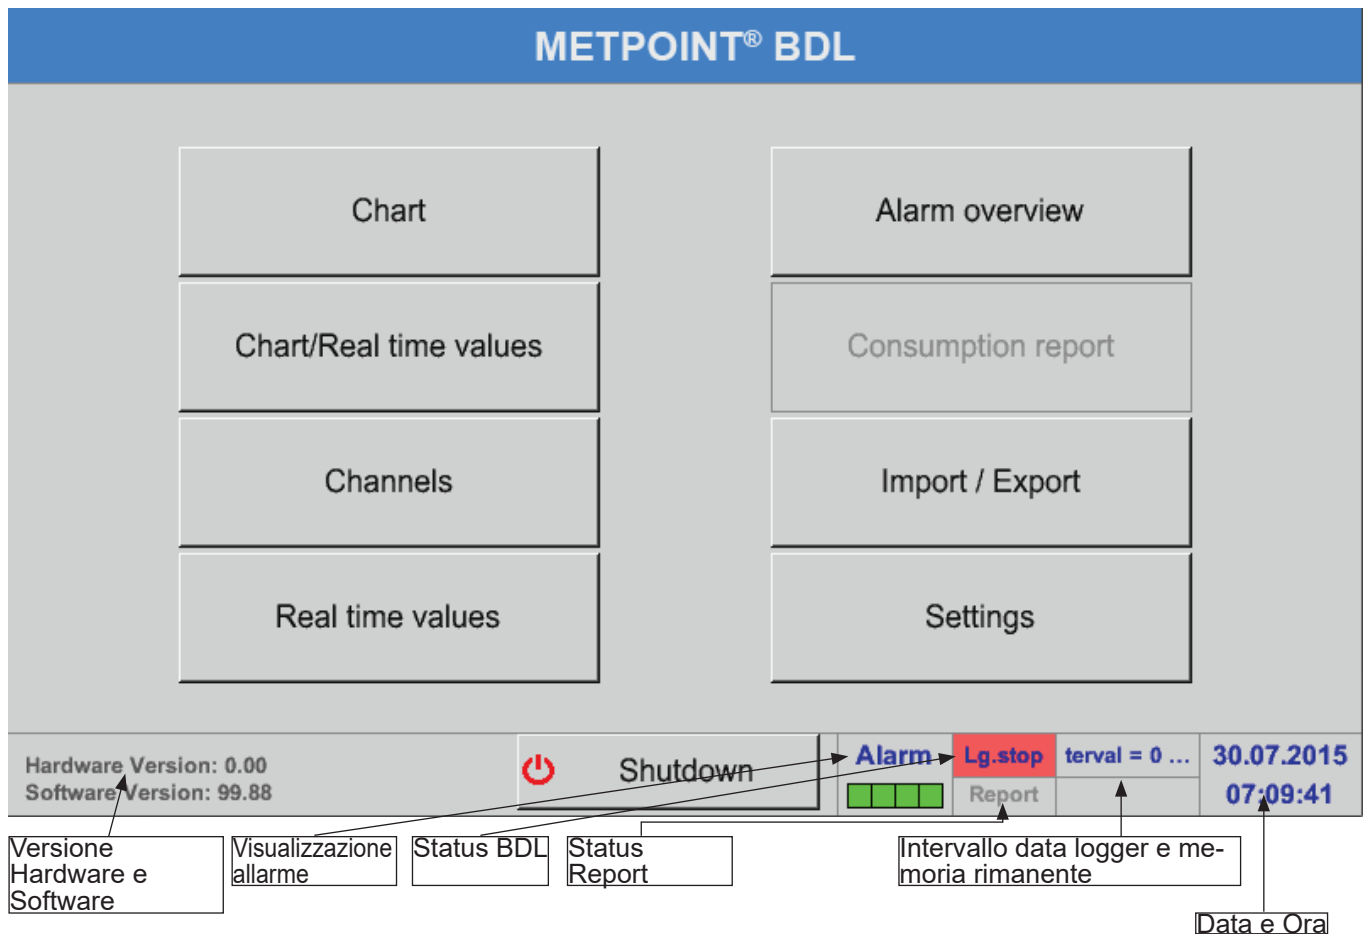 METPOINT® BDL
Chart
Alarm overview
Chart/Real time values
Consumption report
Channels
Import / Export
Real time values
Settings
Hardware Version: 0.00
Software Version: 99.88
Shutdown
Alarm
Lg.stop
Report
terval = 0 ...
30.07.2015
07:09:41
Versione
Hardware e
Software
Visualizzazione
allarme
Status BDL
Status
Report
Intervallo data logger e me-
moria rimanente
Data e Ora